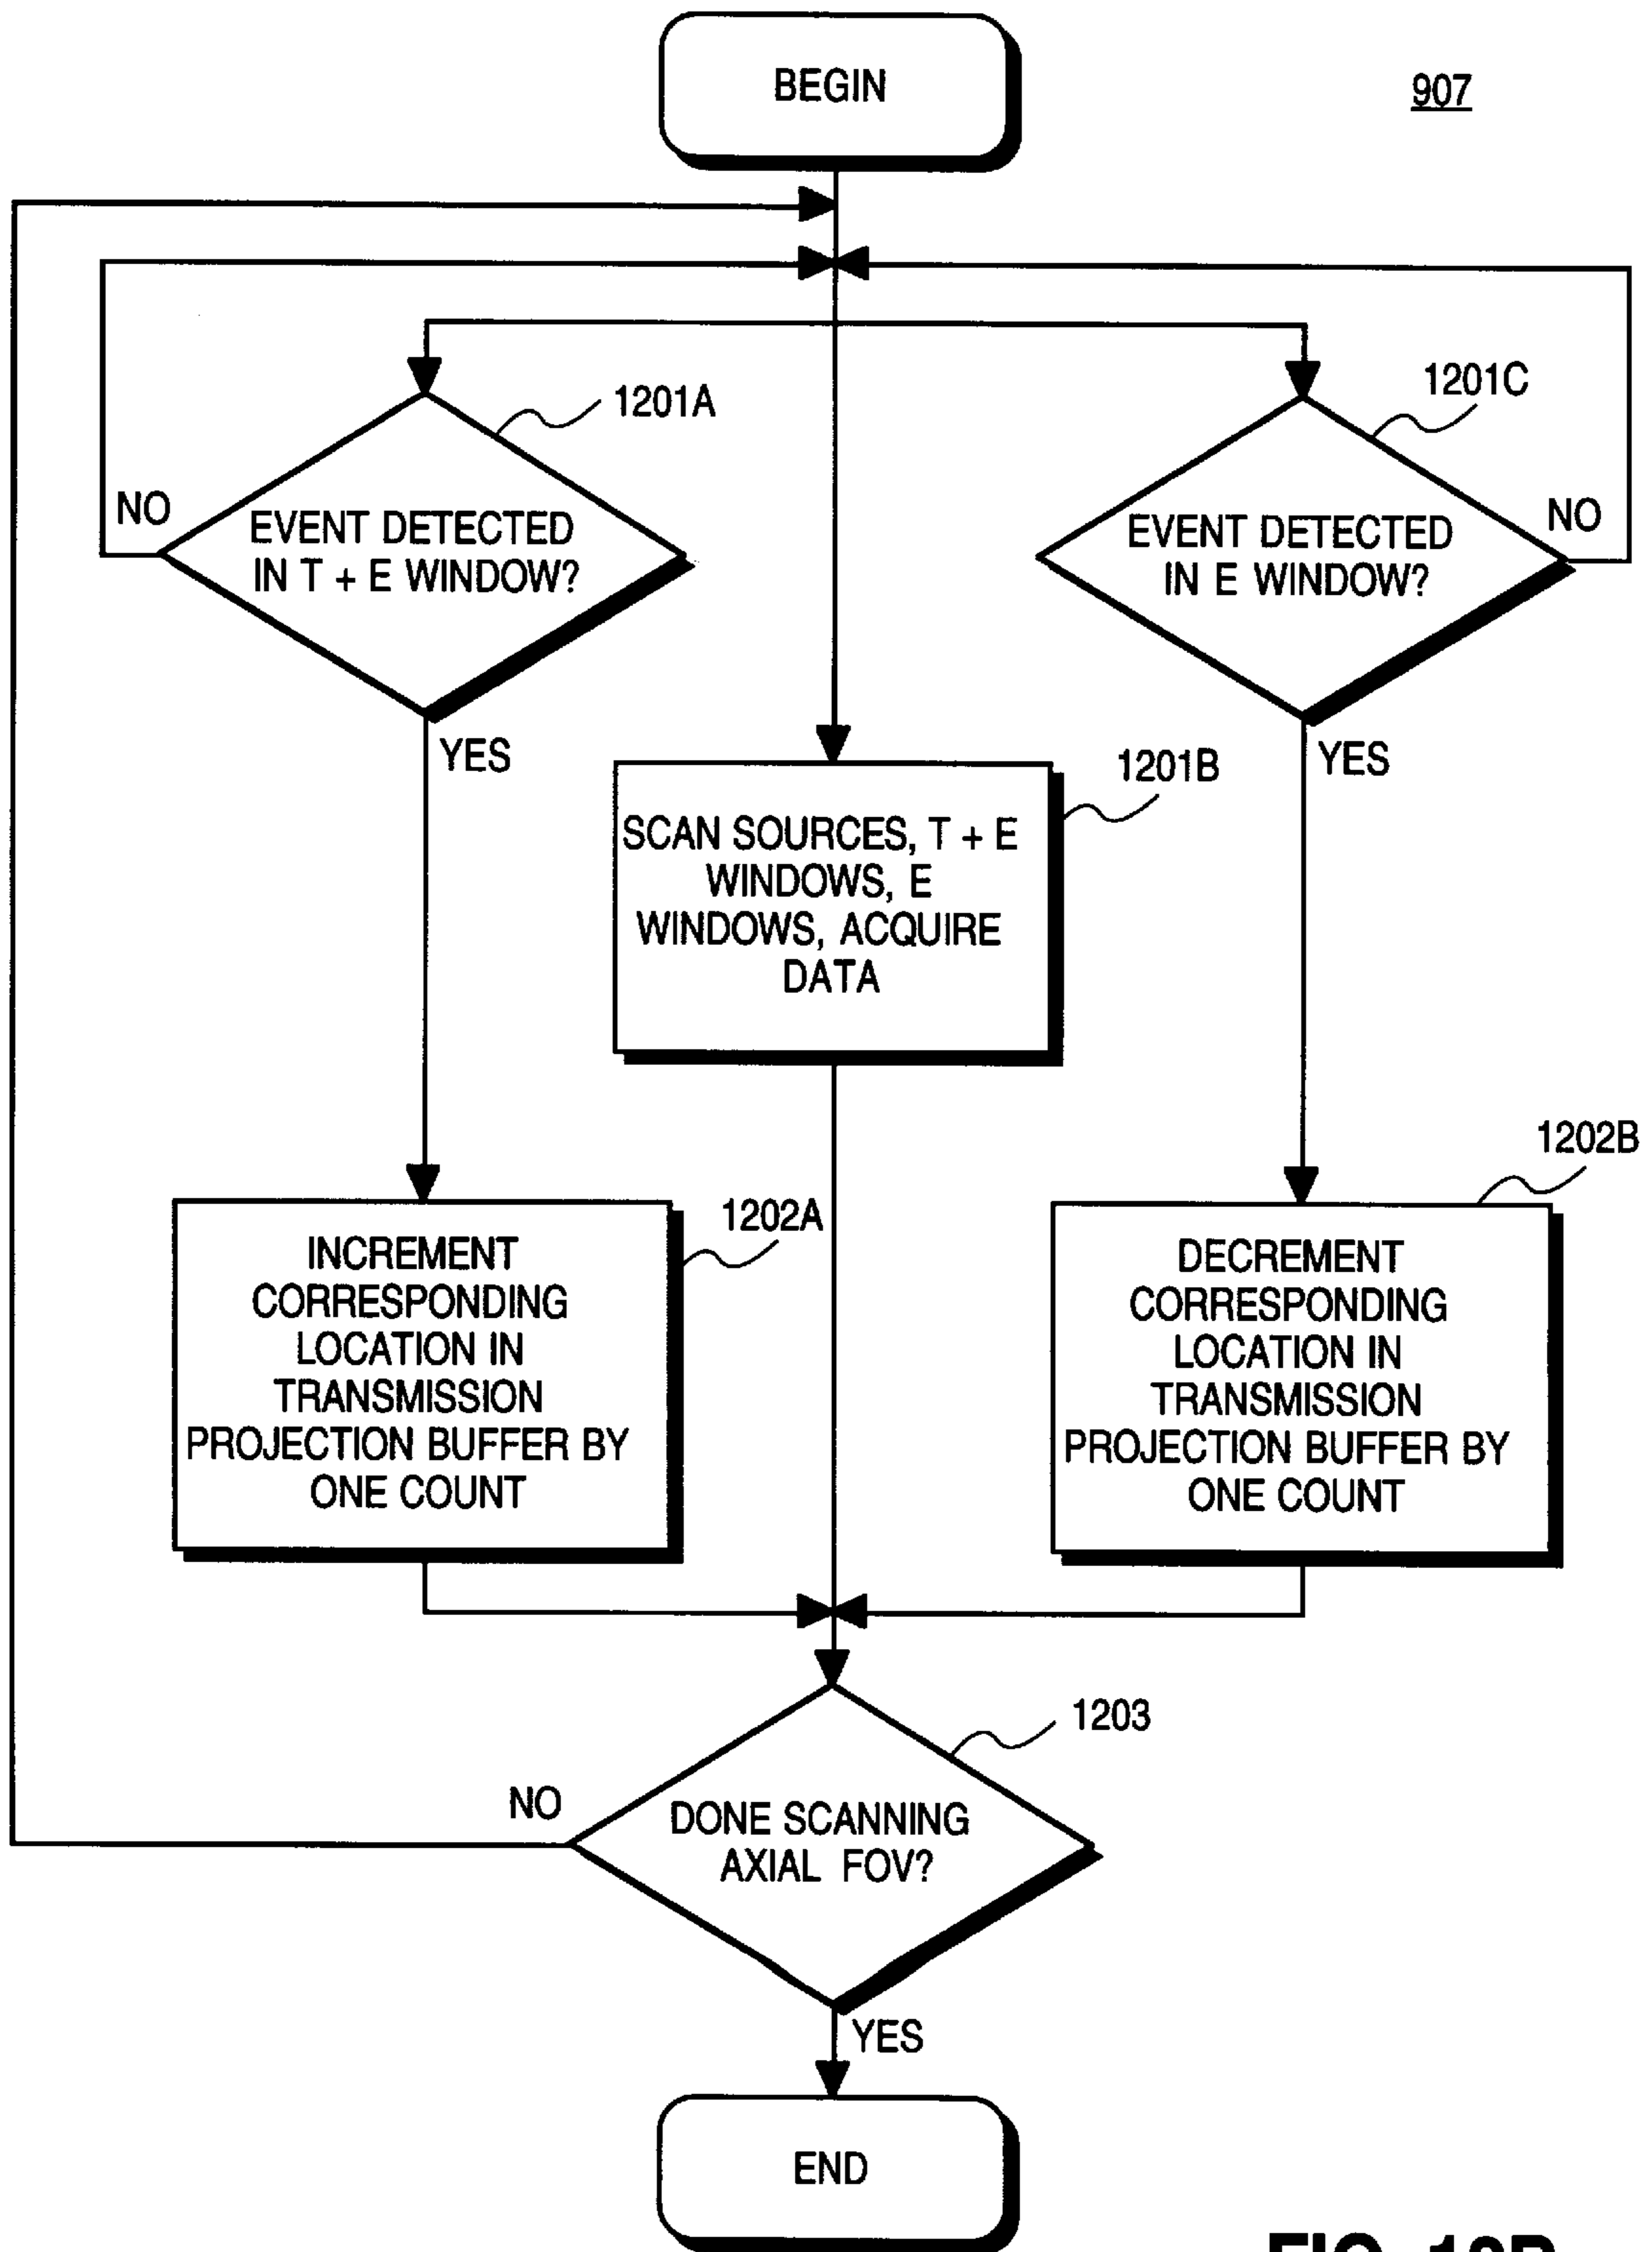 BEGIN
907
1201A
1201C
NO
EVENT DETECTED
IN T + E WINDOW?
EVENT DETECTED
IN E WINDOW?
NO
YES
YES
1201B
SCAN SOURCES, T + E
WINDOWS, E
WINDOWS, ACQUIRE
DATA
1202A
1202B
INCREMENT
CORRESPONDING
LOCATION IN
TRANSMISSION
PROJECTION BUFFER BY
ONE COUNT
DECREMENT
CORRESPONDING
LOCATION IN
TRANSMISSION
PROJECTION BUFFER BY
ONE COUNT
1203
NO
DONE SCANNING
AXIAL FOV?
YES
END